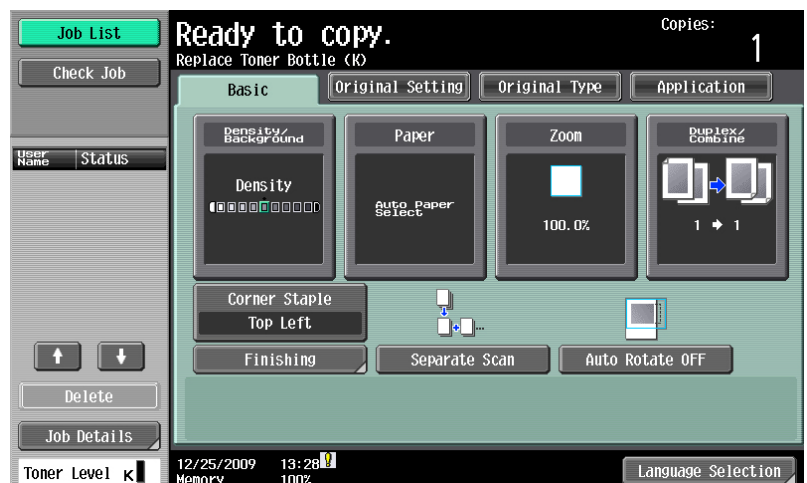 Job List
Check Job
User Name
Status
Delete
Job Details
Toner Level K
Ready to copy.
Replace Toner Bottle (K)
Copies:
1
Basic
Original Setting
Original Type
Application
Density/
Background
Density
Paper
Auto Paper
Select
Zoom
100.0%
Duplex/
Combine
1 → 1
Corner Staple
Top Left
Finishing
Separate Scan
Auto Rotate OFF
12/25/2009 13:28
Memory 100%
Language Selection